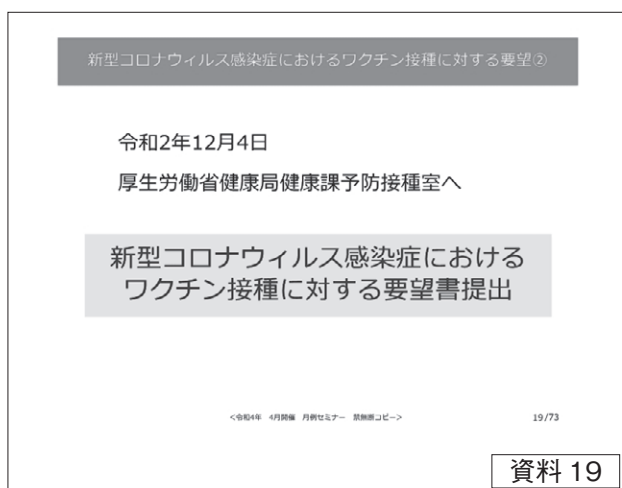 新型コロナウィルス感染症におけるワクチン接種に対する要望②
令和2年12月4日
厚生労働省健康局健康課予防接種室へ
新型コロナウィルス感染症における
ワクチン接種に対する要望書提出
<令和4年 4月開催 月例セミナー 禁無断コピー>
19/73
資料 19